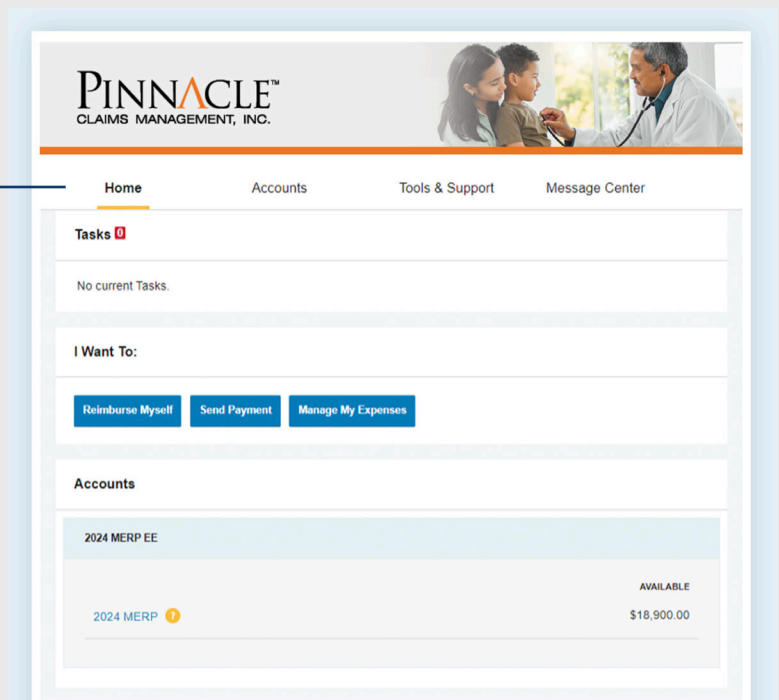 PINNACLE™
CLAIMS MANAGEMENT, INC.
Home Accounts Tools & Support Message Center
Tasks 0
No current Tasks.
I Want To:
Reimburse Myself Send Payment Manage My Expenses
Accounts
2024 MERP EE
AVAILABLE
2024 MERP ? $18,900.00